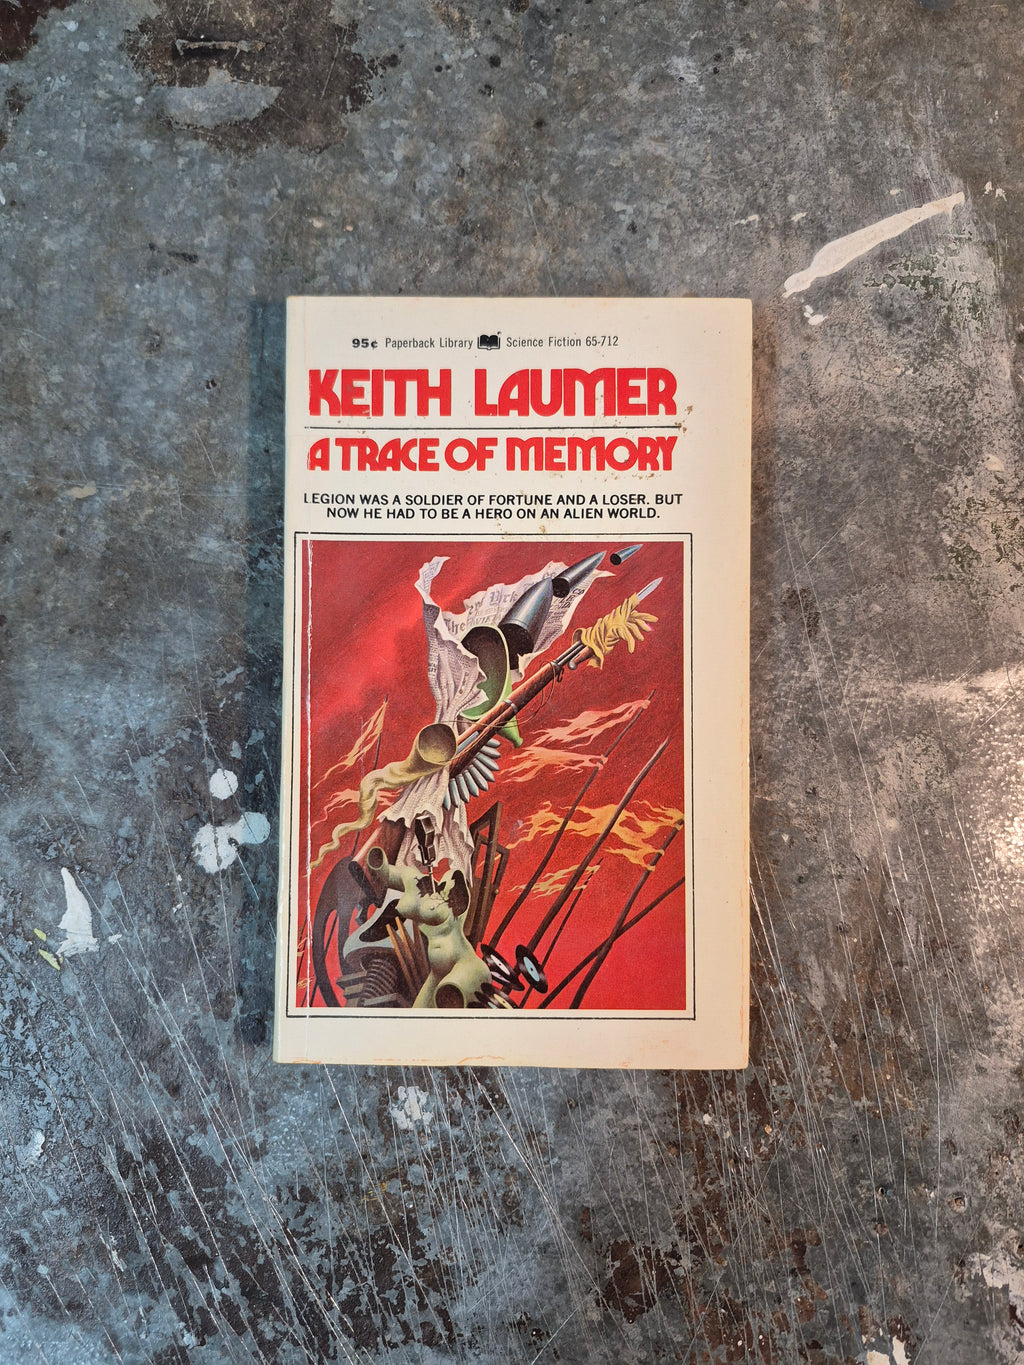 95¢ Paperback Library Science Fiction 65-712
KEITH LAUMER
A TRACE OF MEMORY
LEGION WAS A SOLDIER OF FORTUNE AND A LOSER. BUT
NOW HE HAD TO BE A HERO ON AN ALIEN WORLD.
The